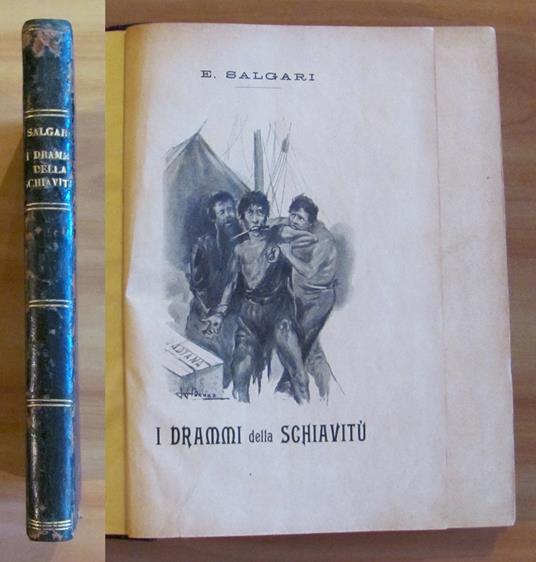 SALGARI
I DRAMMI
DELLA
SCHIAVITÙ
E. SALGARI
I DRAMMI della SCHIAVITÙ